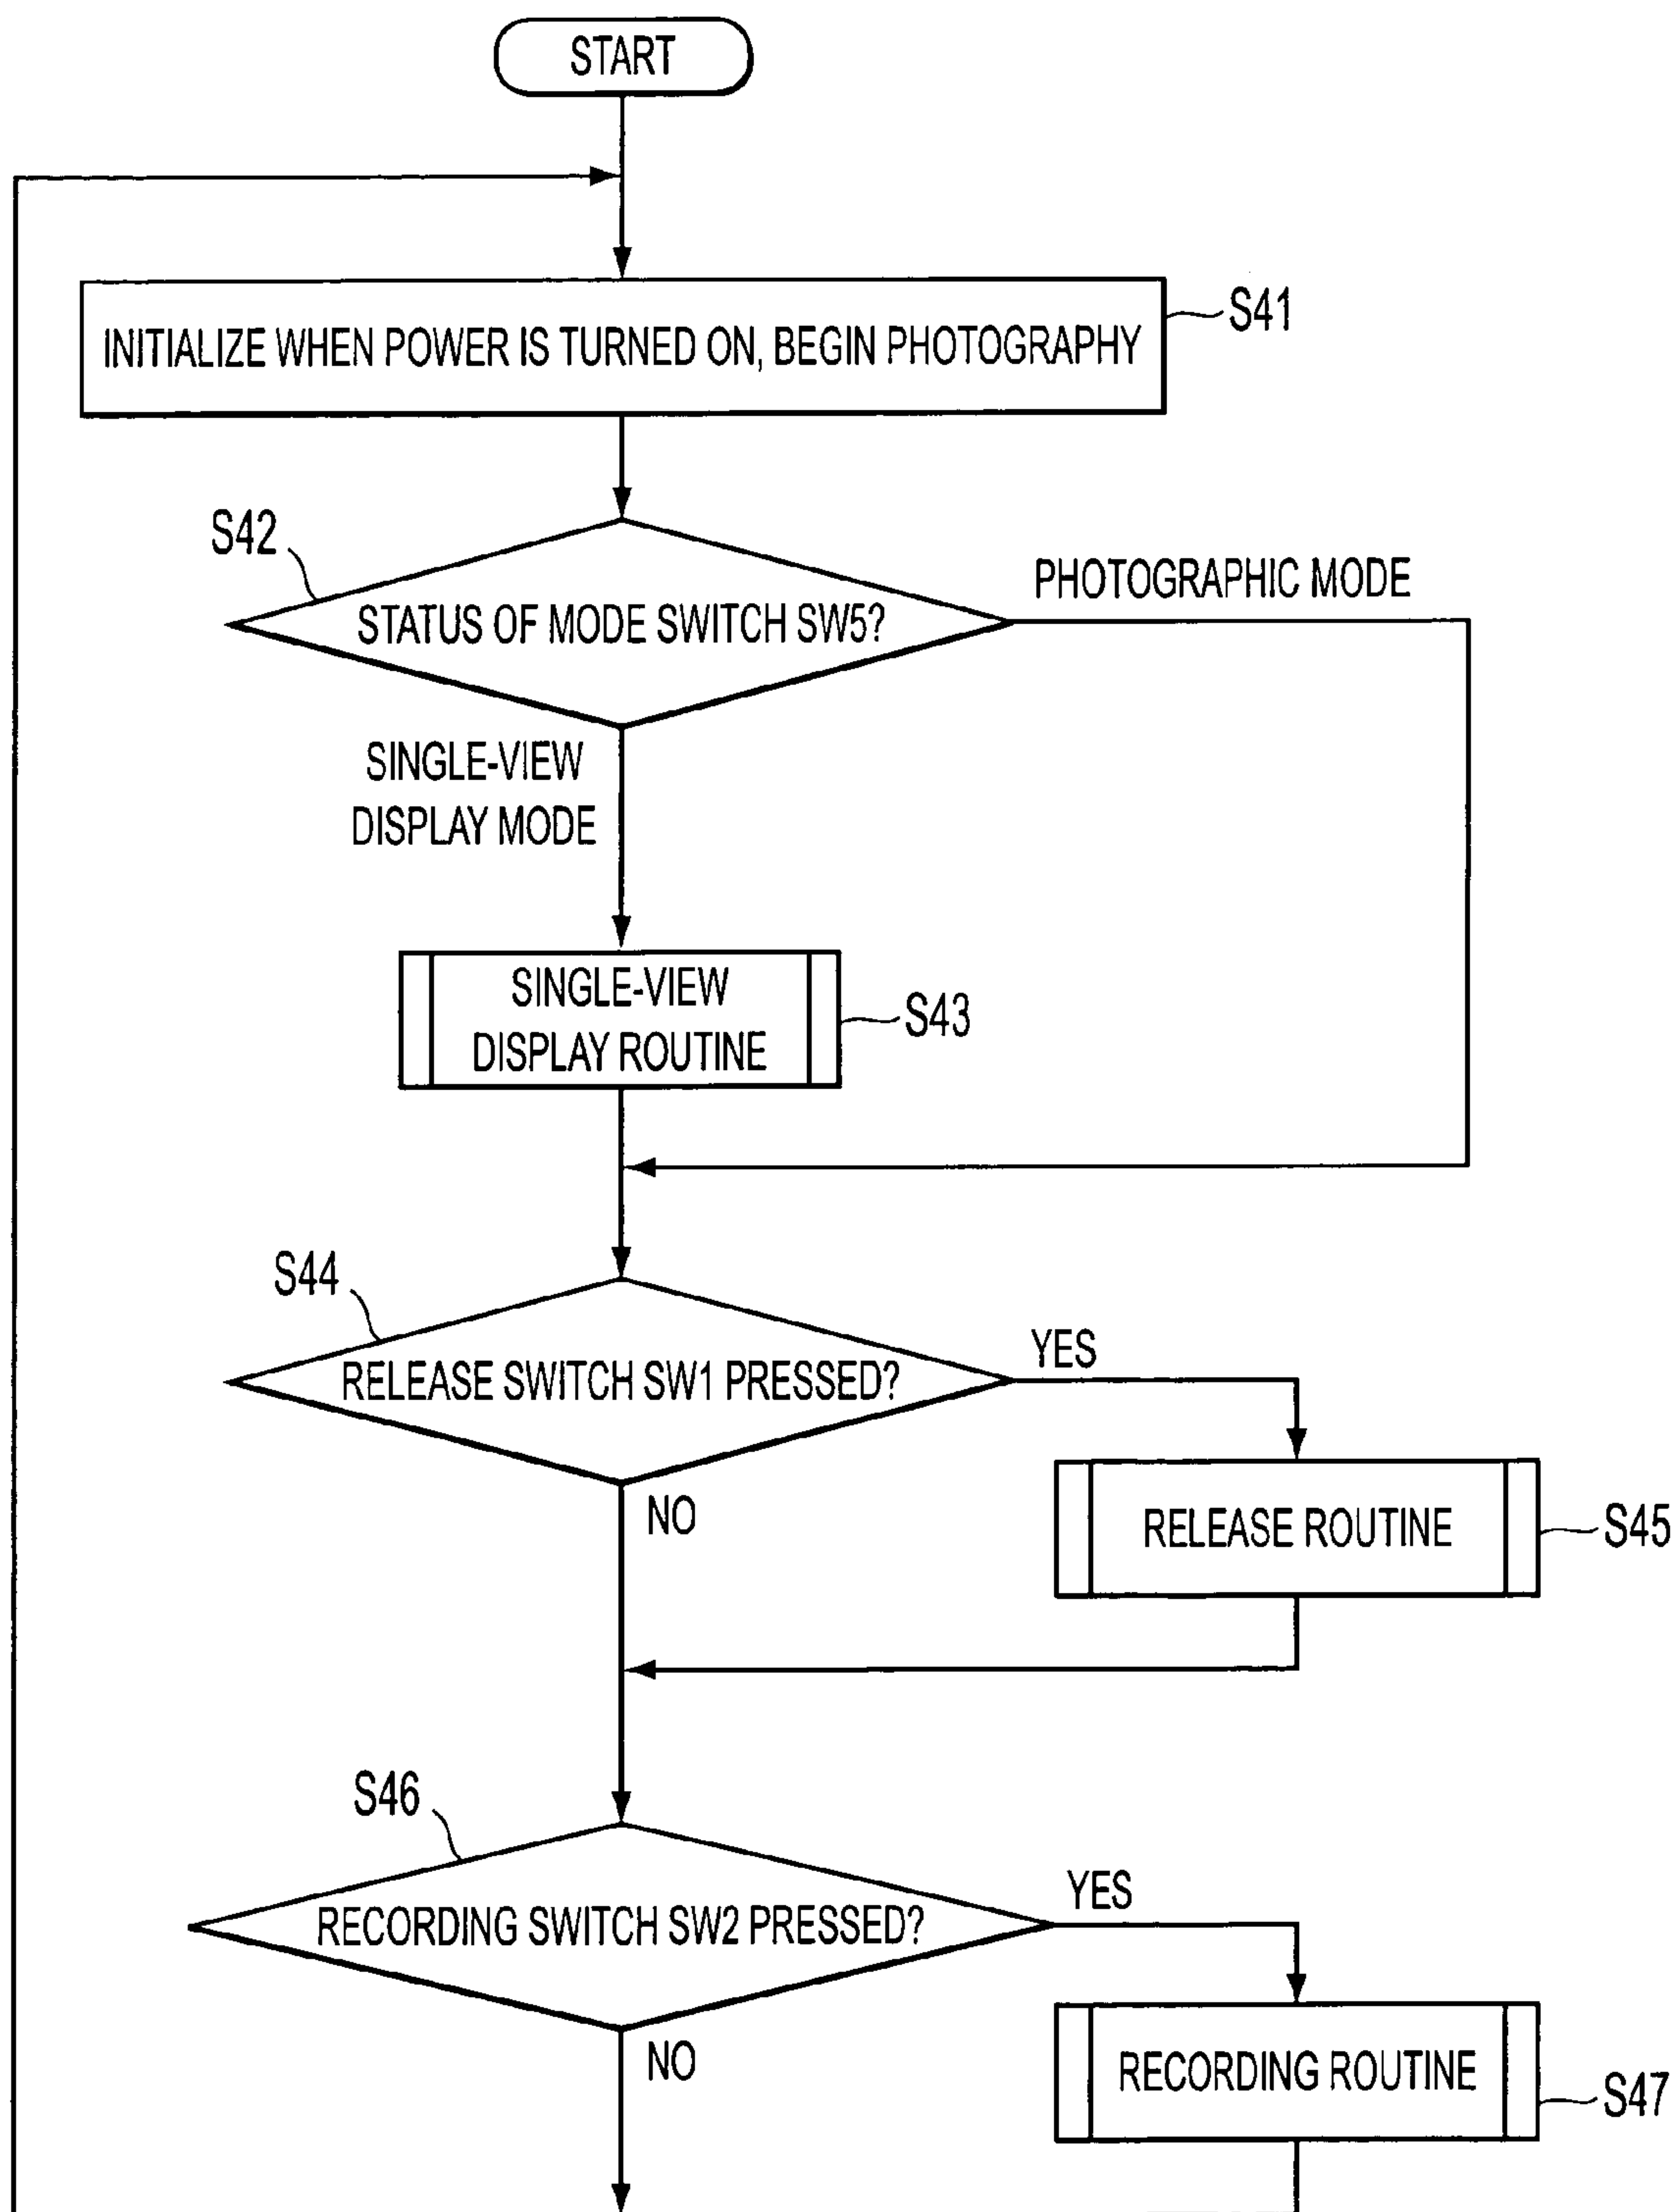 START
INITIALIZE WHEN POWER IS TURNED ON, BEGIN PHOTOGRAPHY
S41
S42
STATUS OF MODE SWITCH SW5?
PHOTOGRAPHIC MODE
SINGLE-VIEW
DISPLAY MODE
SINGLE-VIEW
DISPLAY ROUTINE
S43
S44
RELEASE SWITCH SW1 PRESSED?
YES
NO
RELEASE ROUTINE
S45
S46
RECORDING SWITCH SW2 PRESSED?
YES
NO
RECORDING ROUTINE
S47